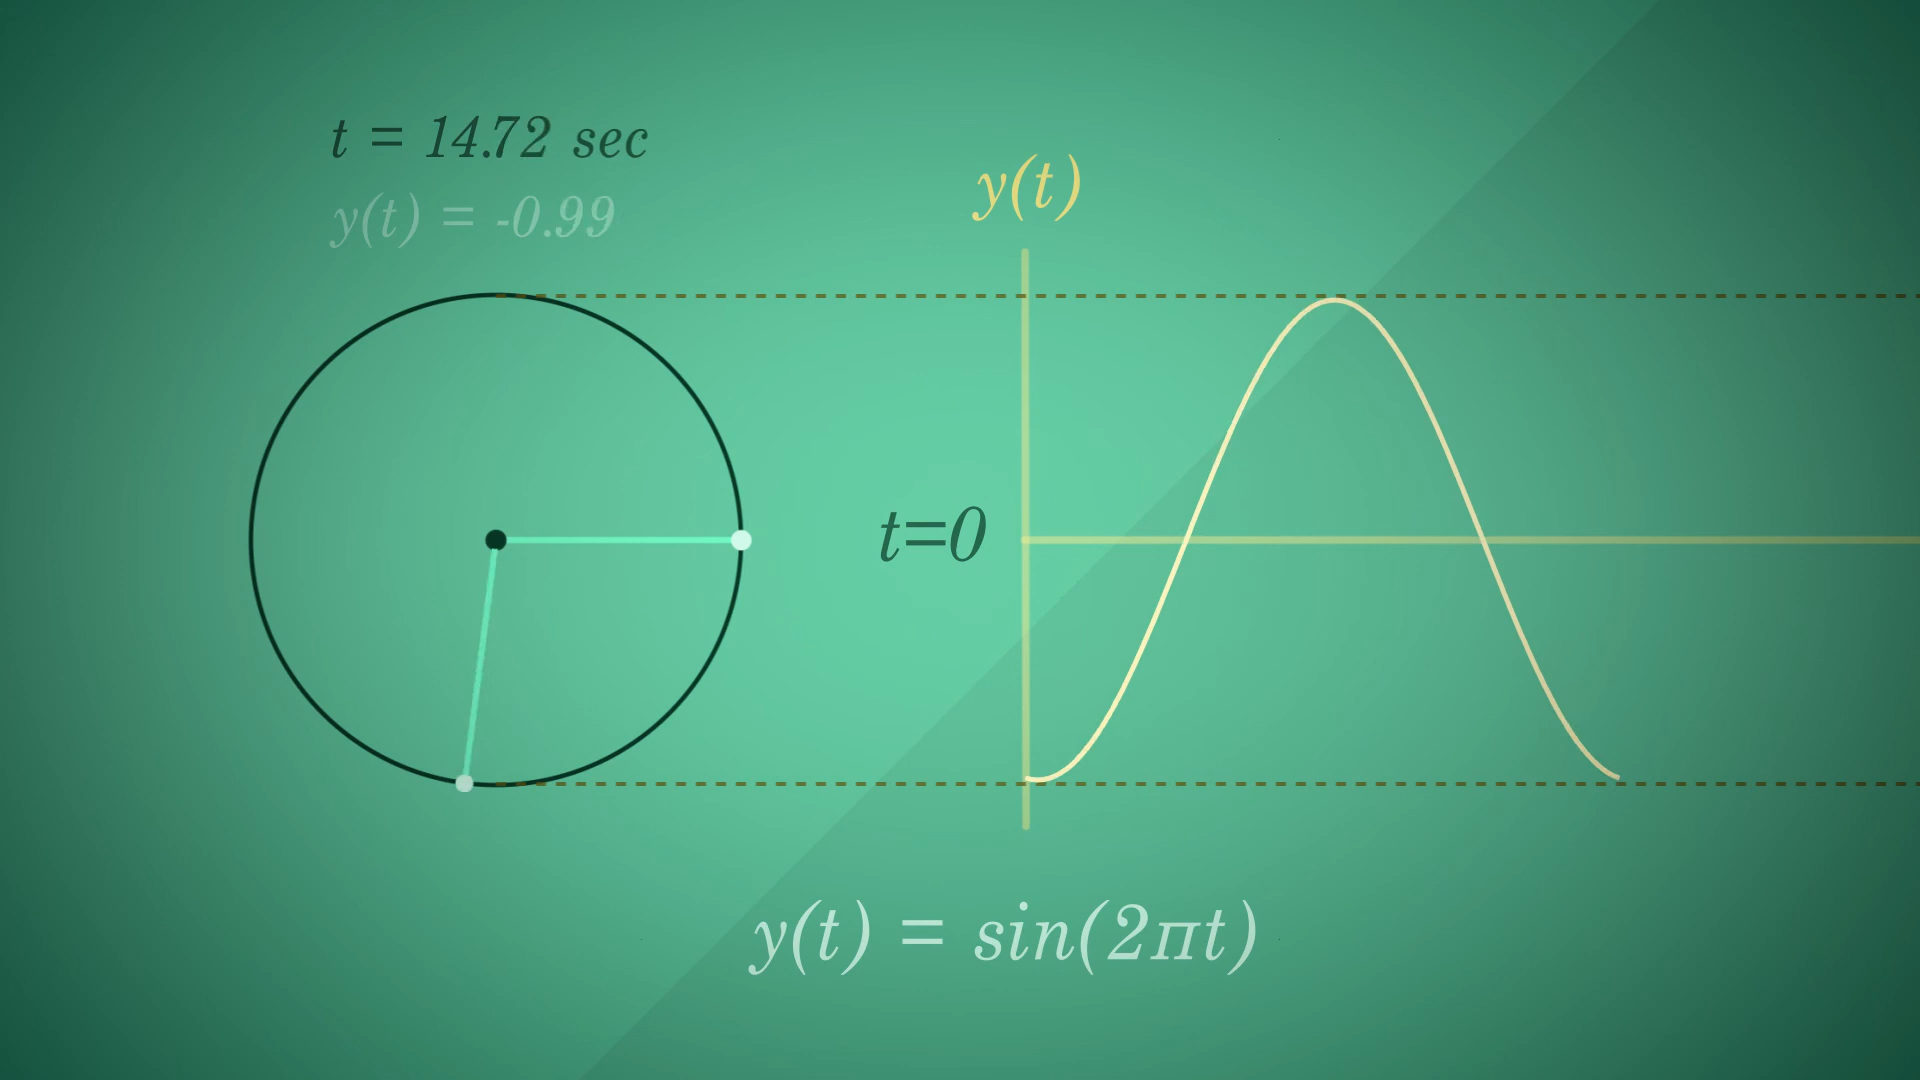 t = 14.72 sec
y(t) = -0.99
y(t)
t=0
y(t) = sin(2πt)